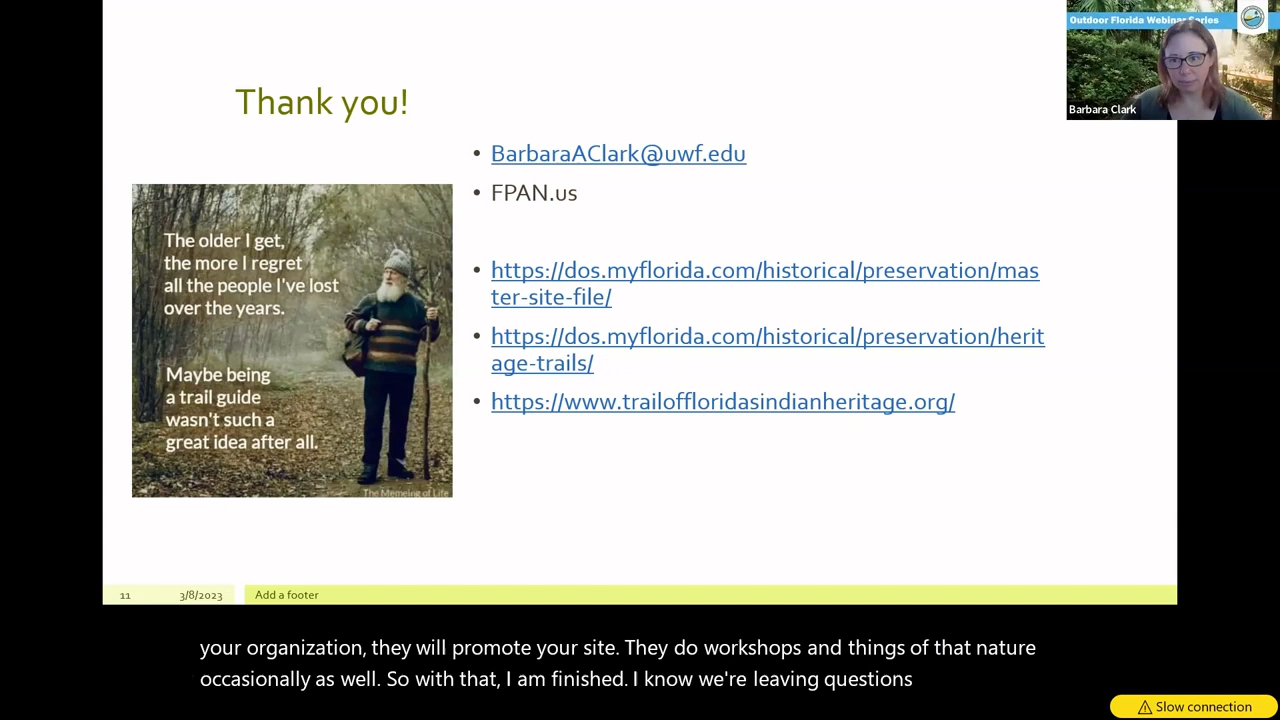 Outdoor Florida Webinar Series
Barbara Clark
Thank you!
• BarbaraAClark@uwf.edu
• FPAN.us
• https://dos.myflorida.com/historical/preservation/mas
ter-site-file/
• https://dos.myflorida.com/historical/preservation/herit
age-trails/
• https://www.trailoffloridasindianheritage.org/
The older I get,
the more I regret
all the people I've lost
over the years.
Maybe being
a trail guide
wasn't such a
great idea after all.
The Memeing of Life
11 3/8/2023 Add a footer
your organization, they will promote your site. They do workshops and things of that nature
occasionally as well. So with that, I am finished. I know we're leaving questions
Slow connection